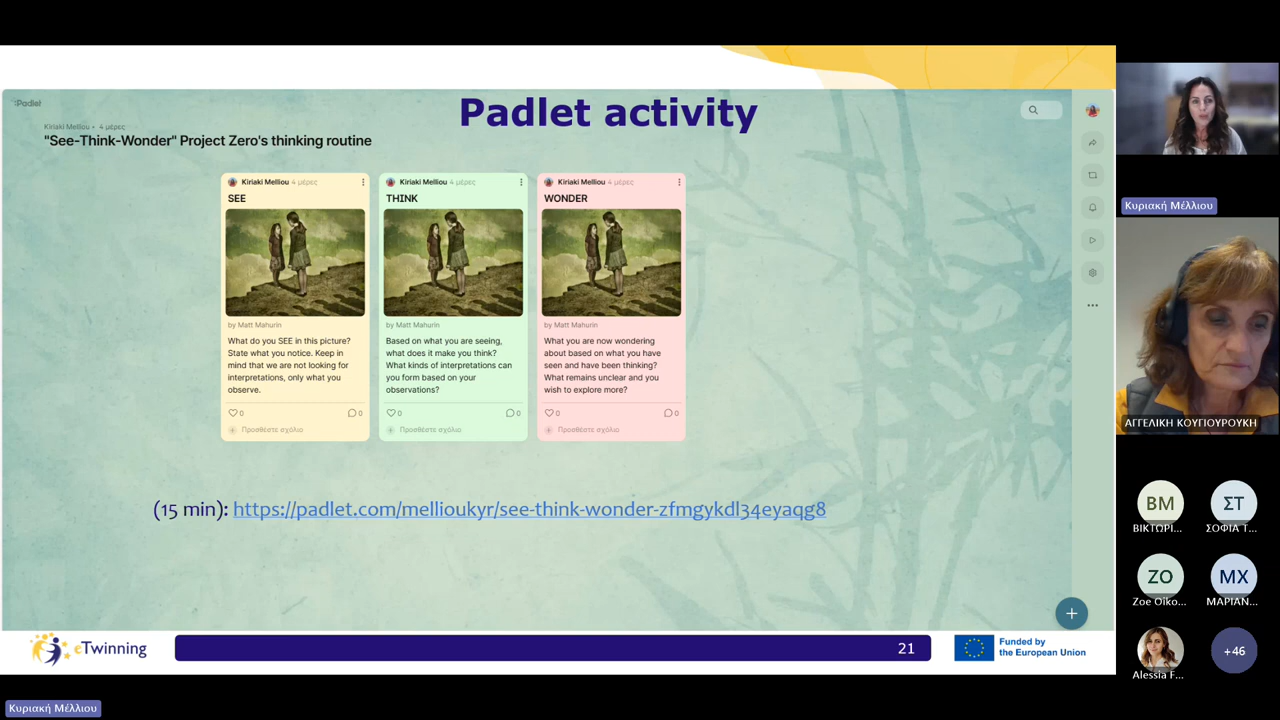 :Padlet
Padlet activity
Kiriaki Melliou • 4 μέρες
"See-Think-Wonder" Project Zero's thinking routine
Kiriaki Melliou 4 μέρες
SEE
by Matt Mahurin
What do you SEE in this picture?
State what you notice. Keep in
mind that we are not looking for
interpretations, only what you
observe.
0
0
Προσθέστε σχόλιο
Kiriaki Melliou 4 μέρες
THINK
by Matt Mahurin
Based on what you are seeing,
what does it make you think?
What kinds of interpretations can
you form based on your
observations?
0
0
Προσθέστε σχόλιο
Kiriaki Melliou 4 μέρες
WONDER
by Matt Mahurin
What you are now wondering
about based on what you have
seen and have been thinking?
What remains unclear and you
wish to explore more?
0
0
Προσθέστε σχόλιο
(15 min): https://padlet.com/mellioukyr/see-think-wonder-zfmgykdl34eyaqg8
eTwinning
21
Funded by
the European Union
Κυριακή Μέλλιου
ΑΓΓΕΛΙΚΗ ΚΟΥΓΙΟΥΡΟΥΚΗ
ΒΜ
ΒΙΚΤΩΡΙ...
ΣΤ
ΣΟΦΙΑ Τ...
ZO
Zoe Oiko...
ΜΧ
ΜΑΡΙΑΝ...
Alessia F...
+46
Κυριακή Μέλλιου